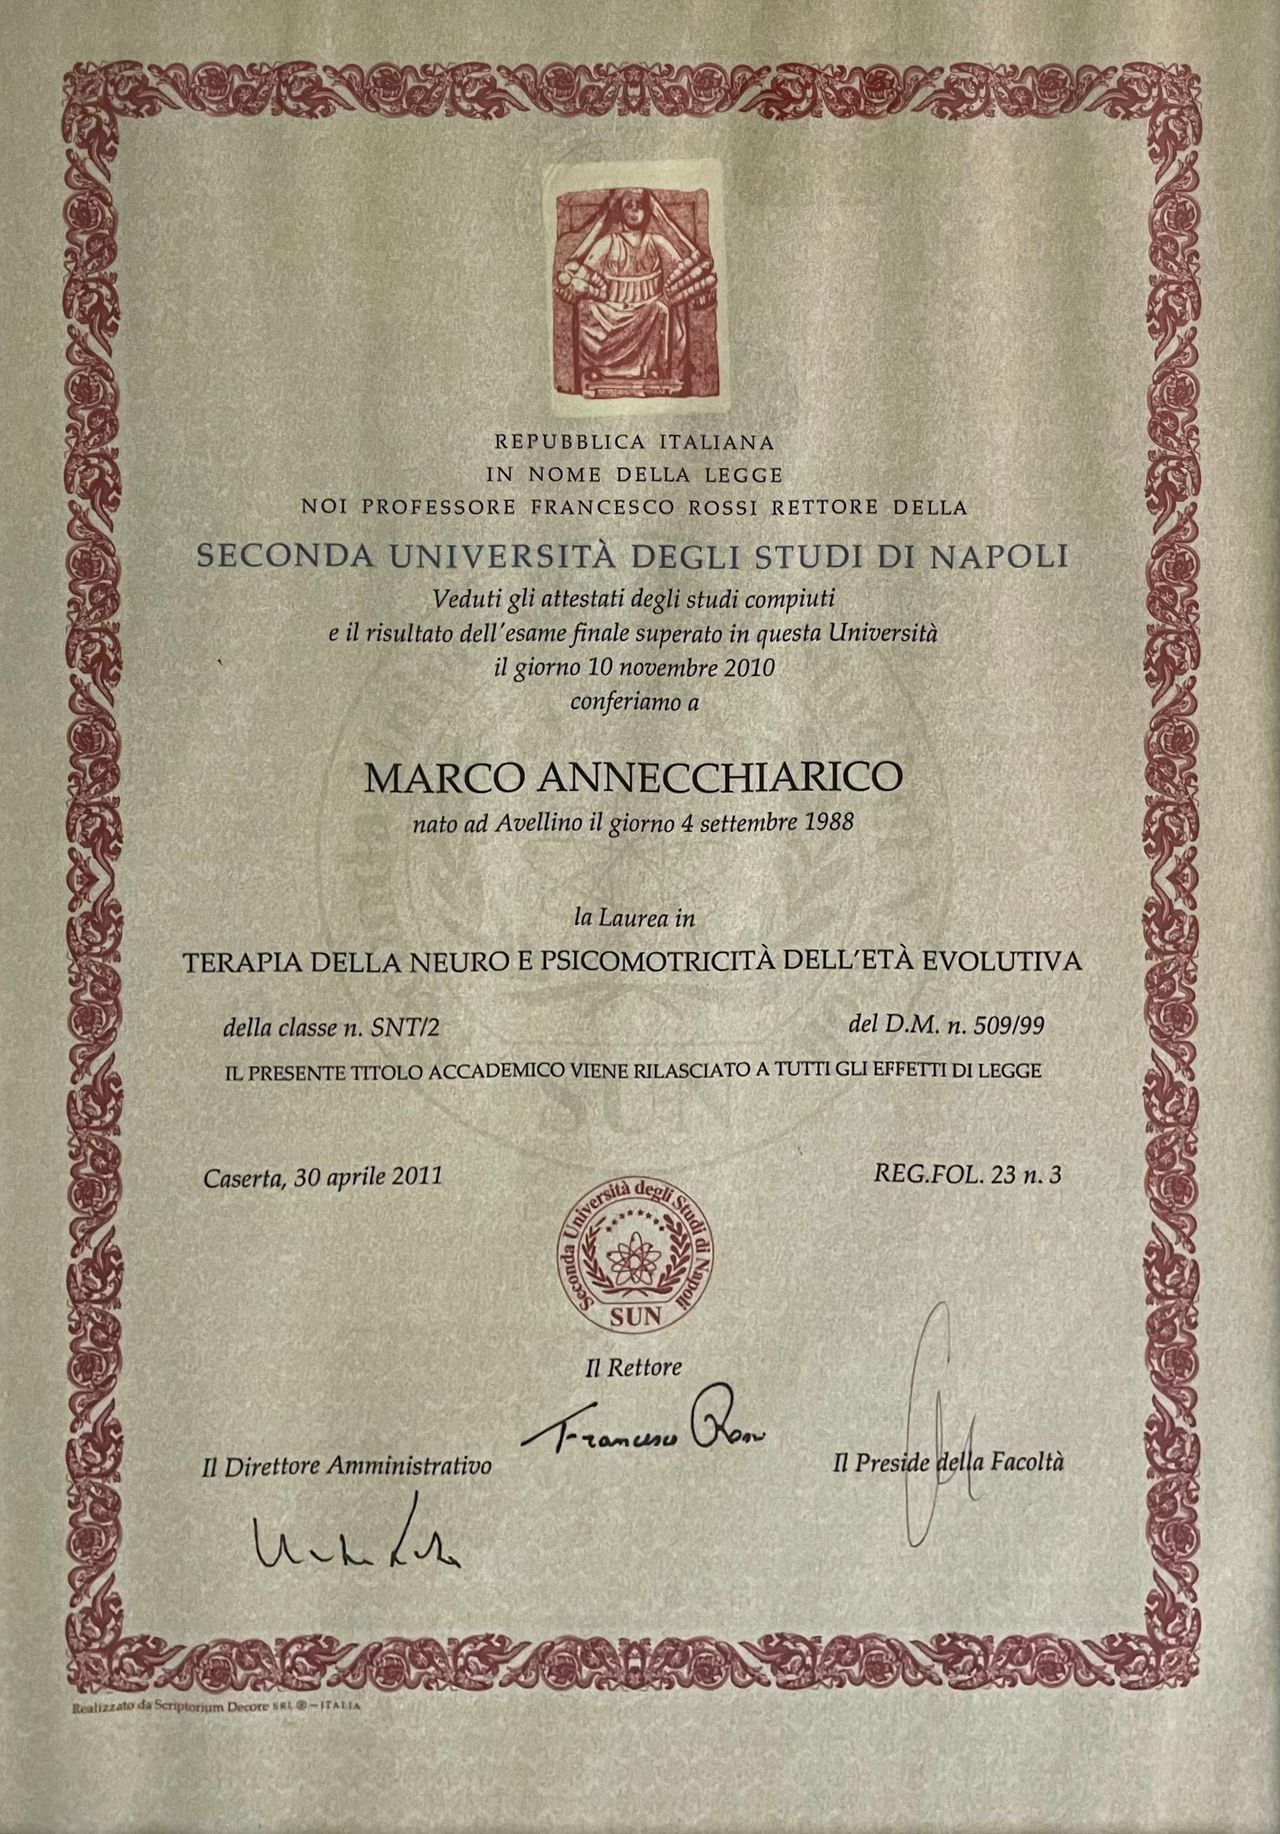 REPUBBLICA ITALIANA
IN NOME DELLA LEGGE
NOI PROFESSORE FRANCESCO ROSSI RETTORE DELLA
SECONDA UNIVERSITÀ DEGLI STUDI DI NAPOLI
Veduti gli attestati degli studi compiuti
e il risultato dell'esame finale superato in questa Università
il giorno 10 novembre 2010
conferiamo a
MARCO ANNECCHIARICO
nato ad Avellino il giorno 4 settembre 1988
la Laurea in
TERAPIA DELLA NEURO E PSICOMOTRICITÀ DELL'ETÀ EVOLUTIVA
della classe n. SNT/2 del D.M. n. 509/99
IL PRESENTE TITOLO ACCADEMICO VIENE RILASCIATO A TUTTI GLI EFFETTI DI LEGGE
SUN
Caserta, 30 aprile 2011 REG.FOL. 23 n. 3
Seconda Università degli Studi di Napoli
SUN
Il Rettore
Francesco Rossi
Il Direttore Amministrativo Il Preside della Facoltà
Realizzato da Scriptorium Decore SRL ® – ITALIA